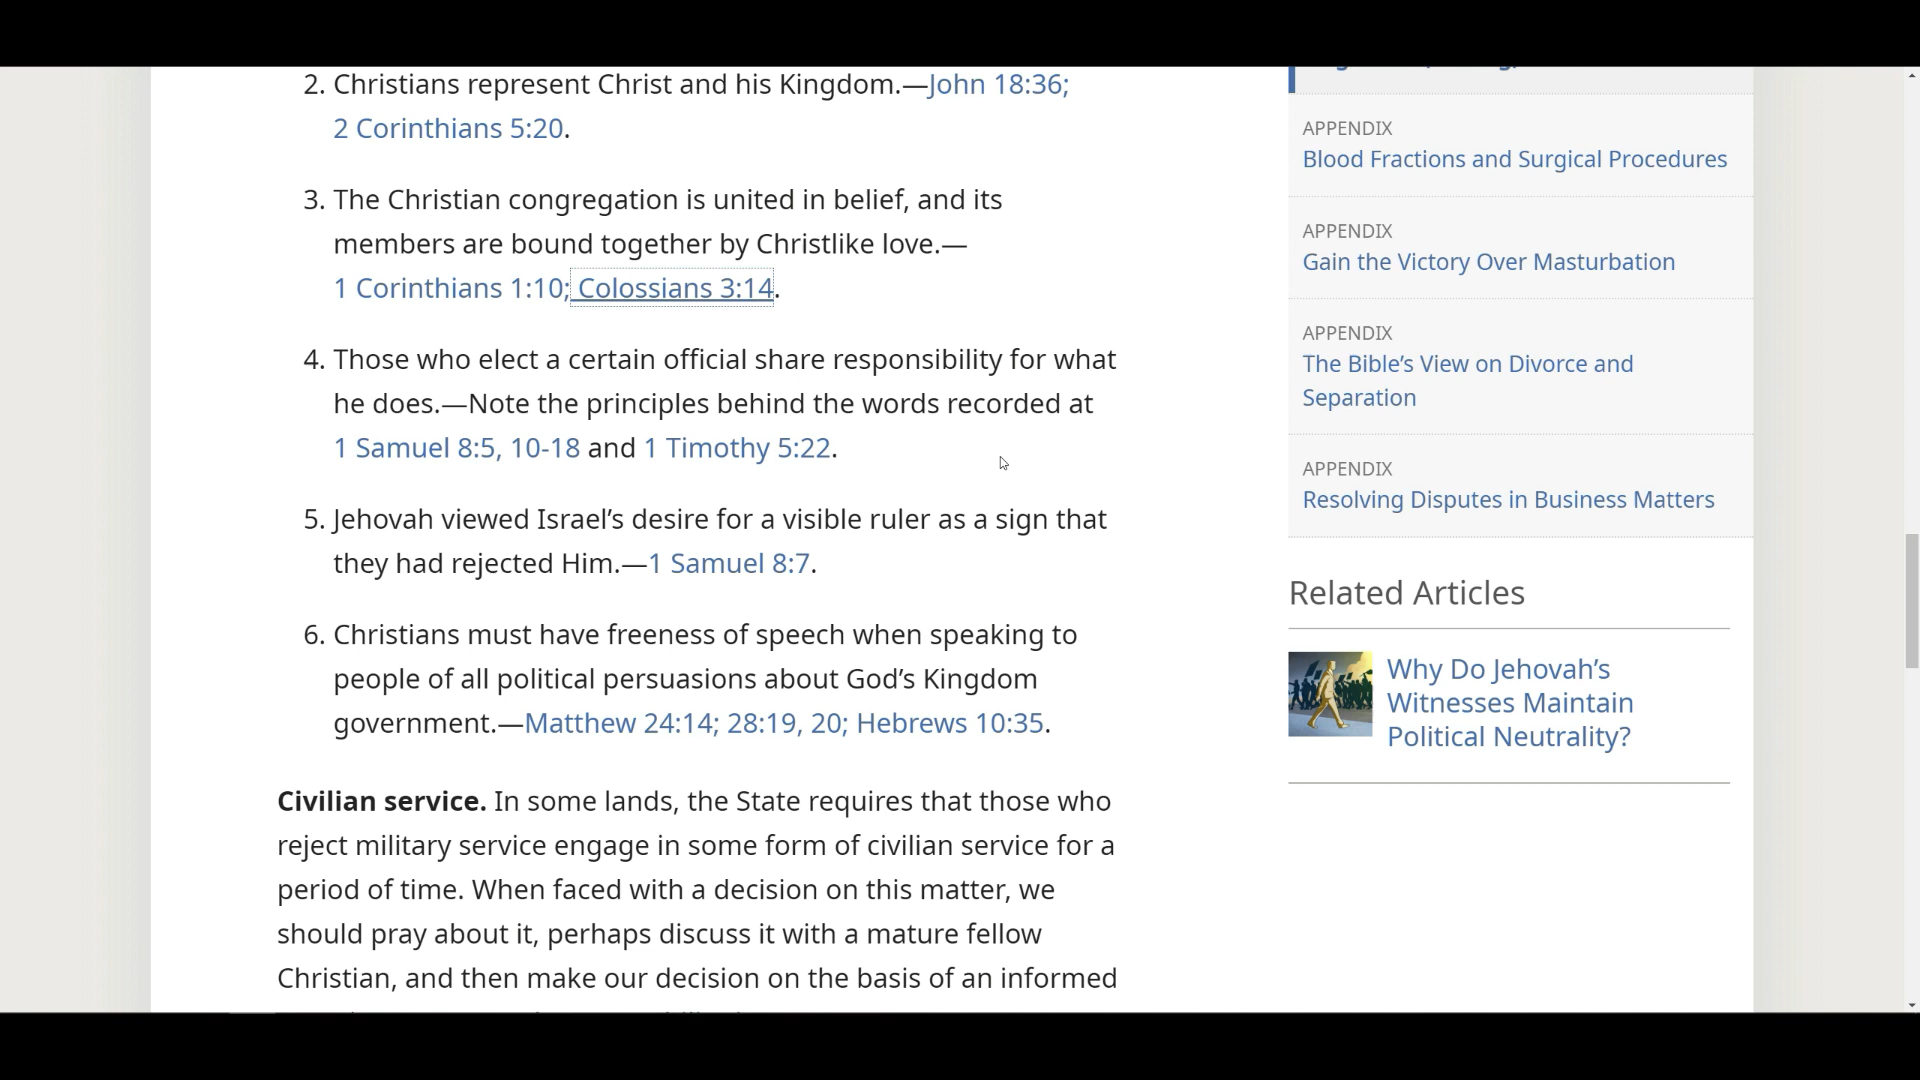 2. Christians represent Christ and his Kingdom.—John 18:36;
2 Corinthians 5:20.
3. The Christian congregation is united in belief, and its
members are bound together by Christlike love.—
1 Corinthians 1:10; Colossians 3:14.
4. Those who elect a certain official share responsibility for what
he does.—Note the principles behind the words recorded at
1 Samuel 8:5, 10-18 and 1 Timothy 5:22.
5. Jehovah viewed Israel’s desire for a visible ruler as a sign that
they had rejected Him.—1 Samuel 8:7.
6. Christians must have freeness of speech when speaking to
people of all political persuasions about God’s Kingdom
government.—Matthew 24:14; 28:19, 20; Hebrews 10:35.
Civilian service. In some lands, the State requires that those who
reject military service engage in some form of civilian service for a
period of time. When faced with a decision on this matter, we
should pray about it, perhaps discuss it with a mature fellow
Christian, and then make our decision on the basis of an informed
APPENDIX
Blood Fractions and Surgical Procedures
APPENDIX
Gain the Victory Over Masturbation
APPENDIX
The Bible’s View on Divorce and
Separation
APPENDIX
Resolving Disputes in Business Matters
Related Articles
Why Do Jehovah’s
Witnesses Maintain
Political Neutrality?